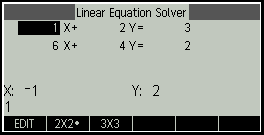 Linear Equation Solver
1 X+ 2 Y= 3
6 X+ 4 Y= 2
X: -1 Y: 2
1
EDIT 2X2• 3X3